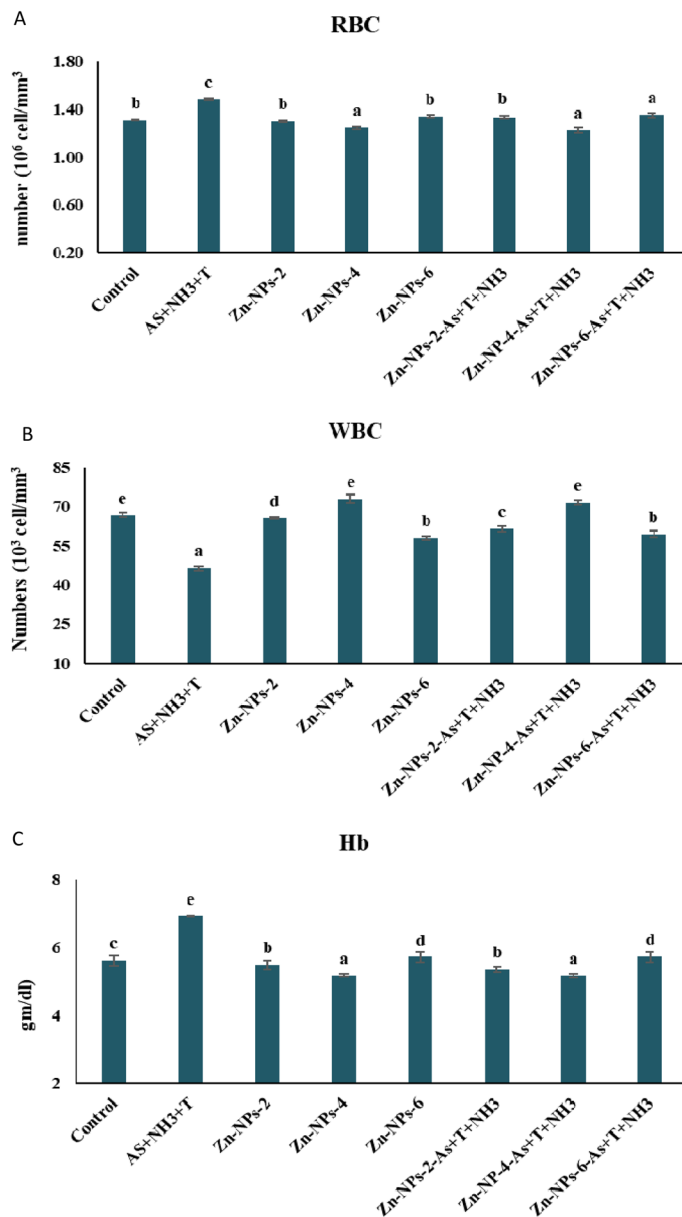 A
RBC
number (10⁶ cell/mm³
1.80
1.40
1.00
0.60
0.20
b
c
b
a
b
b
a
a
Control
AS+NH3+T
Zn-NPs-2
Zn-NPs-4
Zn-NPs-6
Zn-NPs-2-As+T+NH3
Zn-NP-4-As+T+NH3
Zn-NPs-6-As+T+NH3
B
WBC
Numbers (10³ cell/mm³
85
70
55
40
25
10
e
a
d
e
b
c
e
b
Control
AS+NH3+T
Zn-NPs-2
Zn-NPs-4
Zn-NPs-6
Zn-NPs-2-As+T+NH3
Zn-NP-4-As+T+NH3
Zn-NPs-6-As+T+NH3
C
Hb
gm/dl)
8
6
4
2
c
e
b
a
d
b
a
d
Control
AS+NH3+T
Zn-NPs-2
Zn-NPs-4
Zn-NPs-6
Zn-NPs-2-As+T+NH3
Zn-NP-4-As+T+NH3
Zn-NPs-6-As+T+NH3